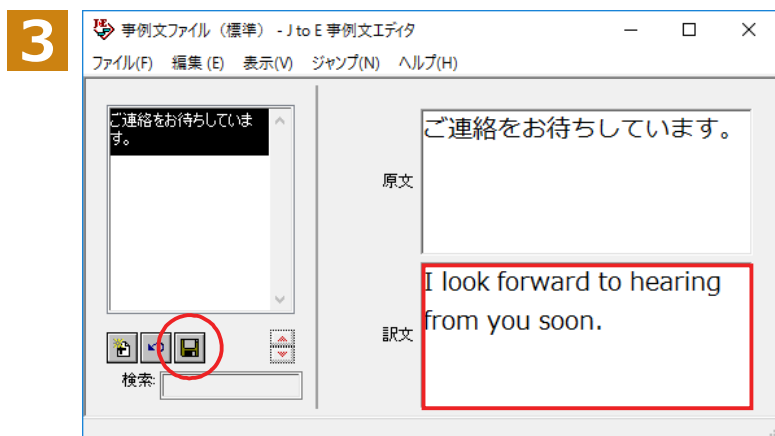 3
事例文ファイル（標準） - J to E 事例文エディタ
ファイル(F) 編集(E) 表示(V) ジャンプ(N) ヘルプ(H)
ご連絡をお待ちしていま
す。
原文
ご連絡をお待ちしています。
訳文
I look forward to hearing
from you soon.
検索: